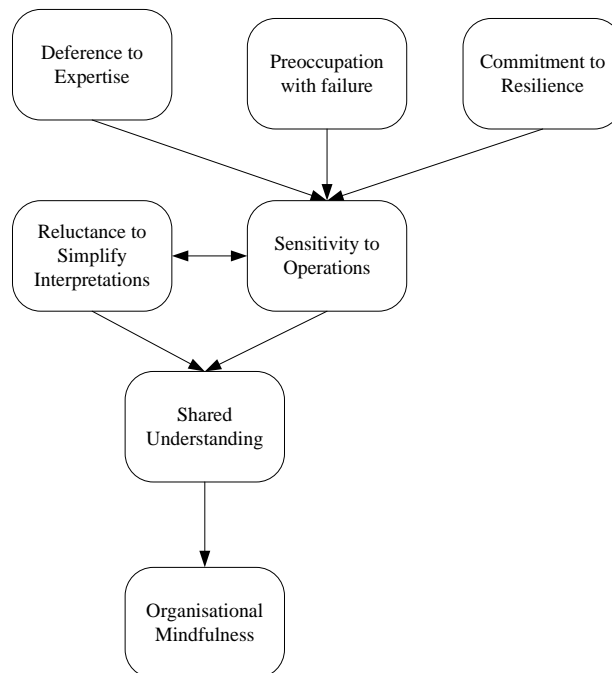 Deference to
Expertise
Preoccupation
with failure
Commitment to
Resilience
Reluctance to
Simplify
Interpretations
Sensitivity to
Operations
Shared
Understanding
Organisational
Mindfulness